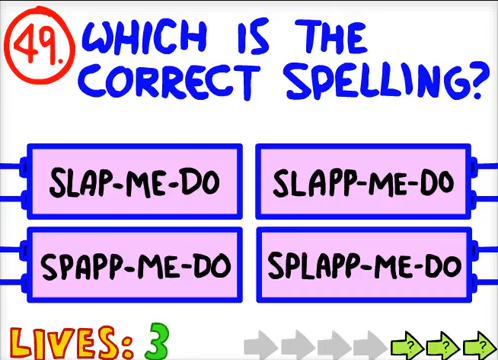 49.
WHICH IS THE
CORRECT SPELLING?
SLAP-ME-DO
SLAPP-ME-DO
SPAPP-ME-DO
SPLAPP-ME-DO
LIVES: 3
? ? ?